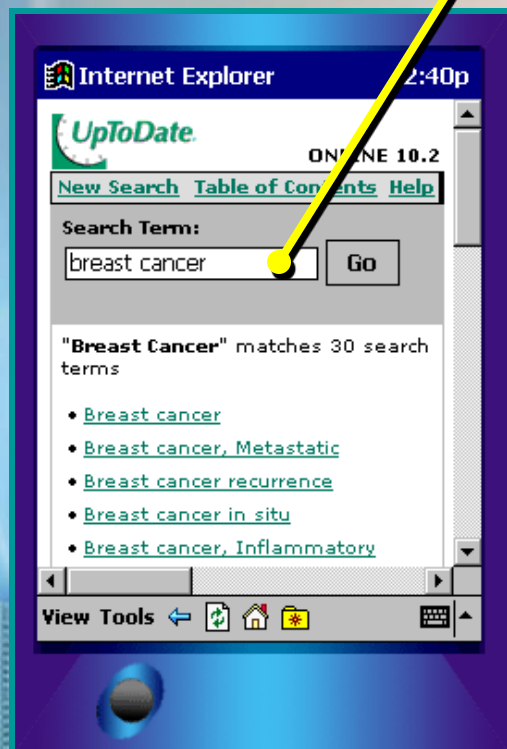 Internet Explorer 2:40p
UpToDate.
ONLINE 10.2
New Search Table of Contents Help
Search Term:
breast cancer Go
"Breast Cancer" matches 30 search
terms
• Breast cancer
• Breast cancer, Metastatic
• Breast cancer recurrence
• Breast cancer in situ
• Breast cancer, Inflammatory
View Tools